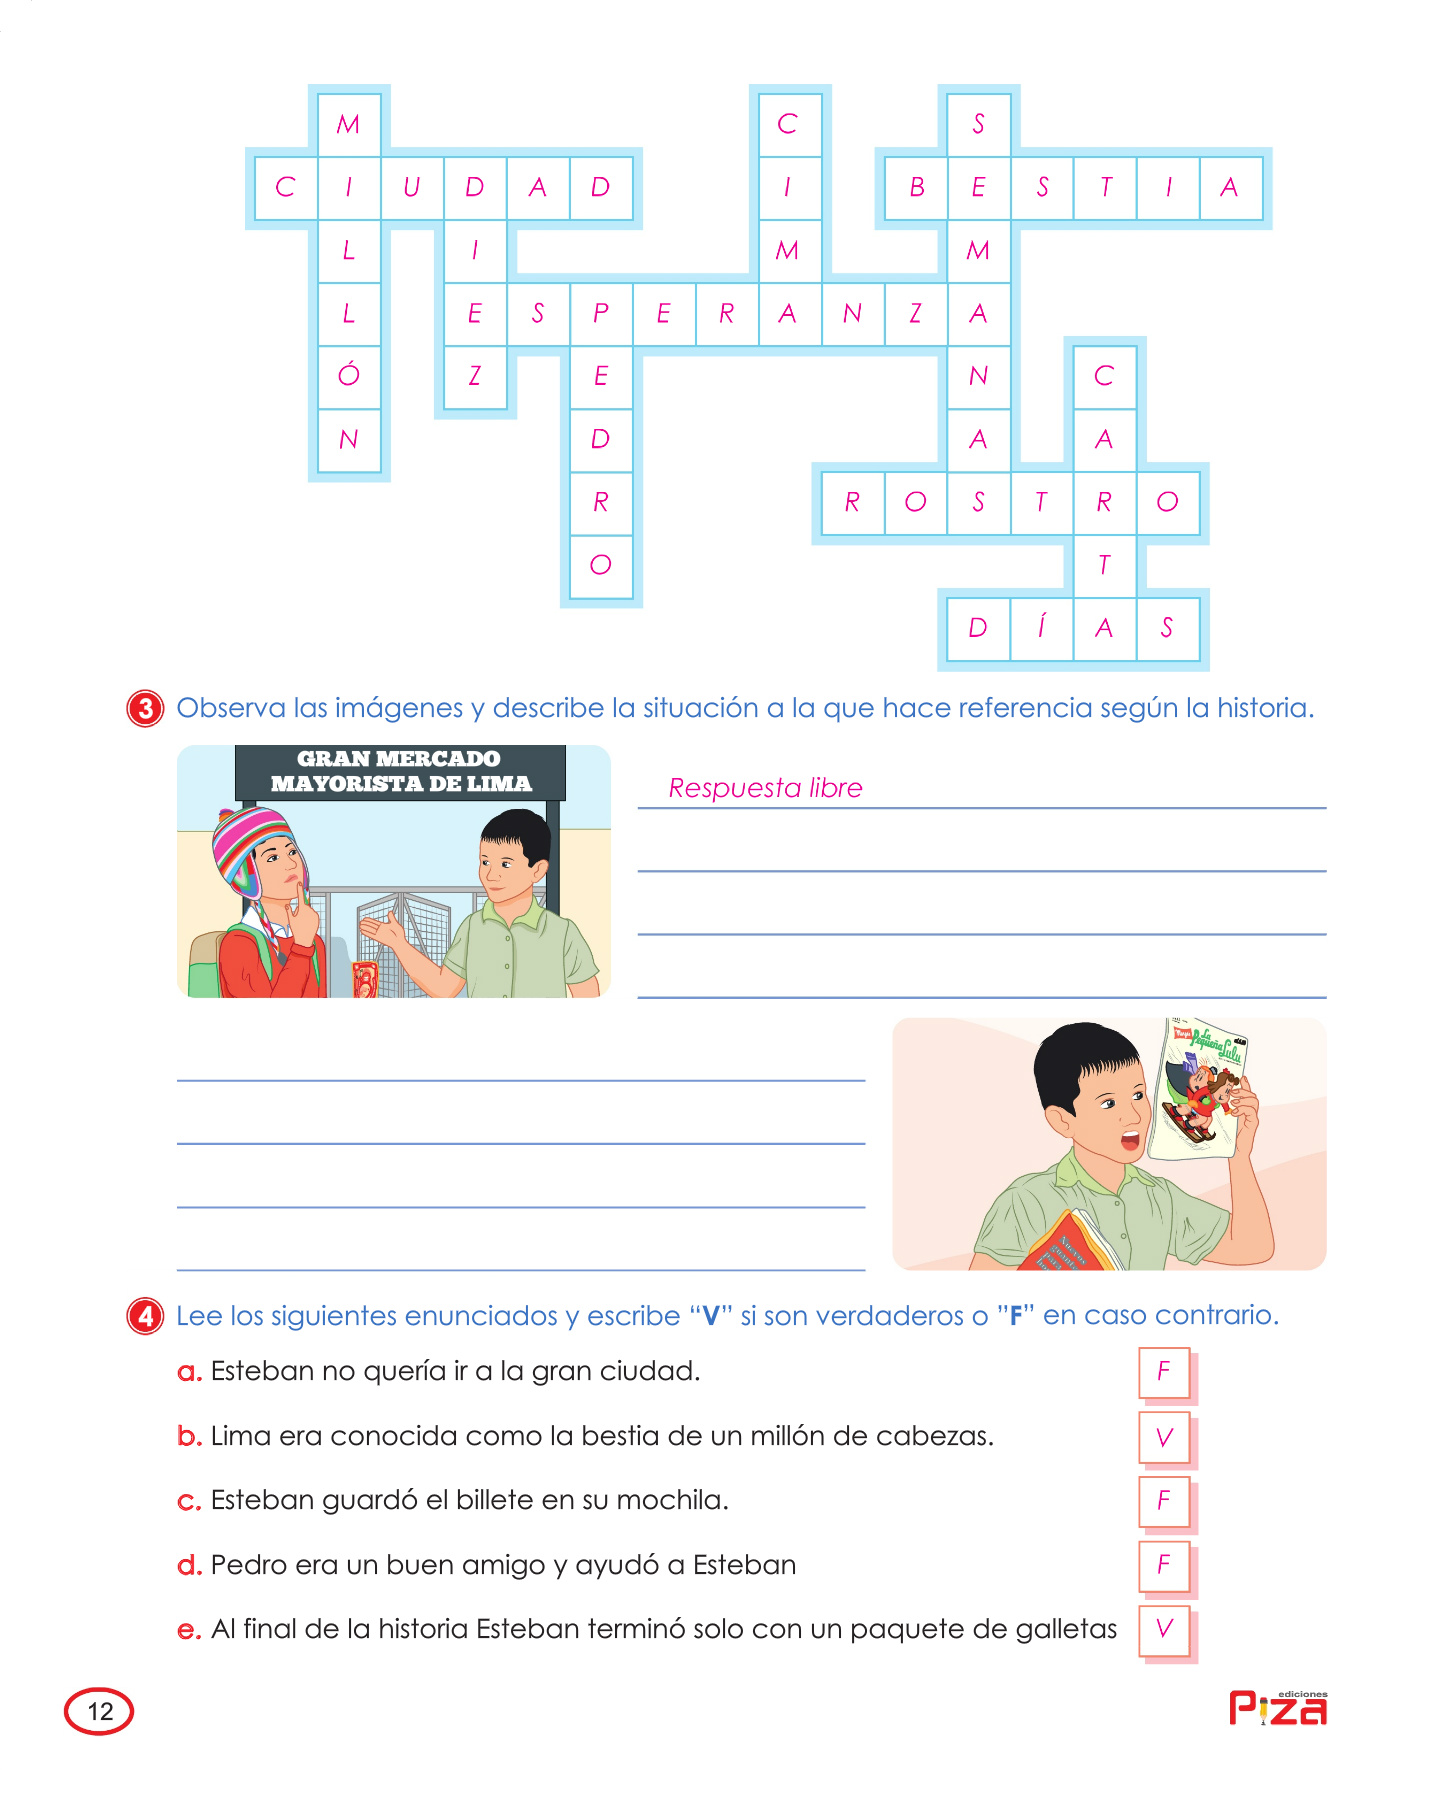 M C S
C I U D A D I B E S T I A
L I M M
L E S P E R A N Z A
Ó Z E N C
N D A A
R R O S T R O
O T
D Í A S
3 Observa las imágenes y describe la situación a la que hace referencia según la historia.
GRAN MERCADO
MAYORISTA DE LIMA
Respuesta libre
La
Pequeña Lulu
4 Lee los siguientes enunciados y escribe “V” si son verdaderos o ”F” en caso contrario.
a. Esteban no quería ir a la gran ciudad. F
b. Lima era conocida como la bestia de un millón de cabezas. V
c. Esteban guardó el billete en su mochila. F
d. Pedro era un buen amigo y ayudó a Esteban F
e. Al final de la historia Esteban terminó solo con un paquete de galletas V
12
ediciones
Piza